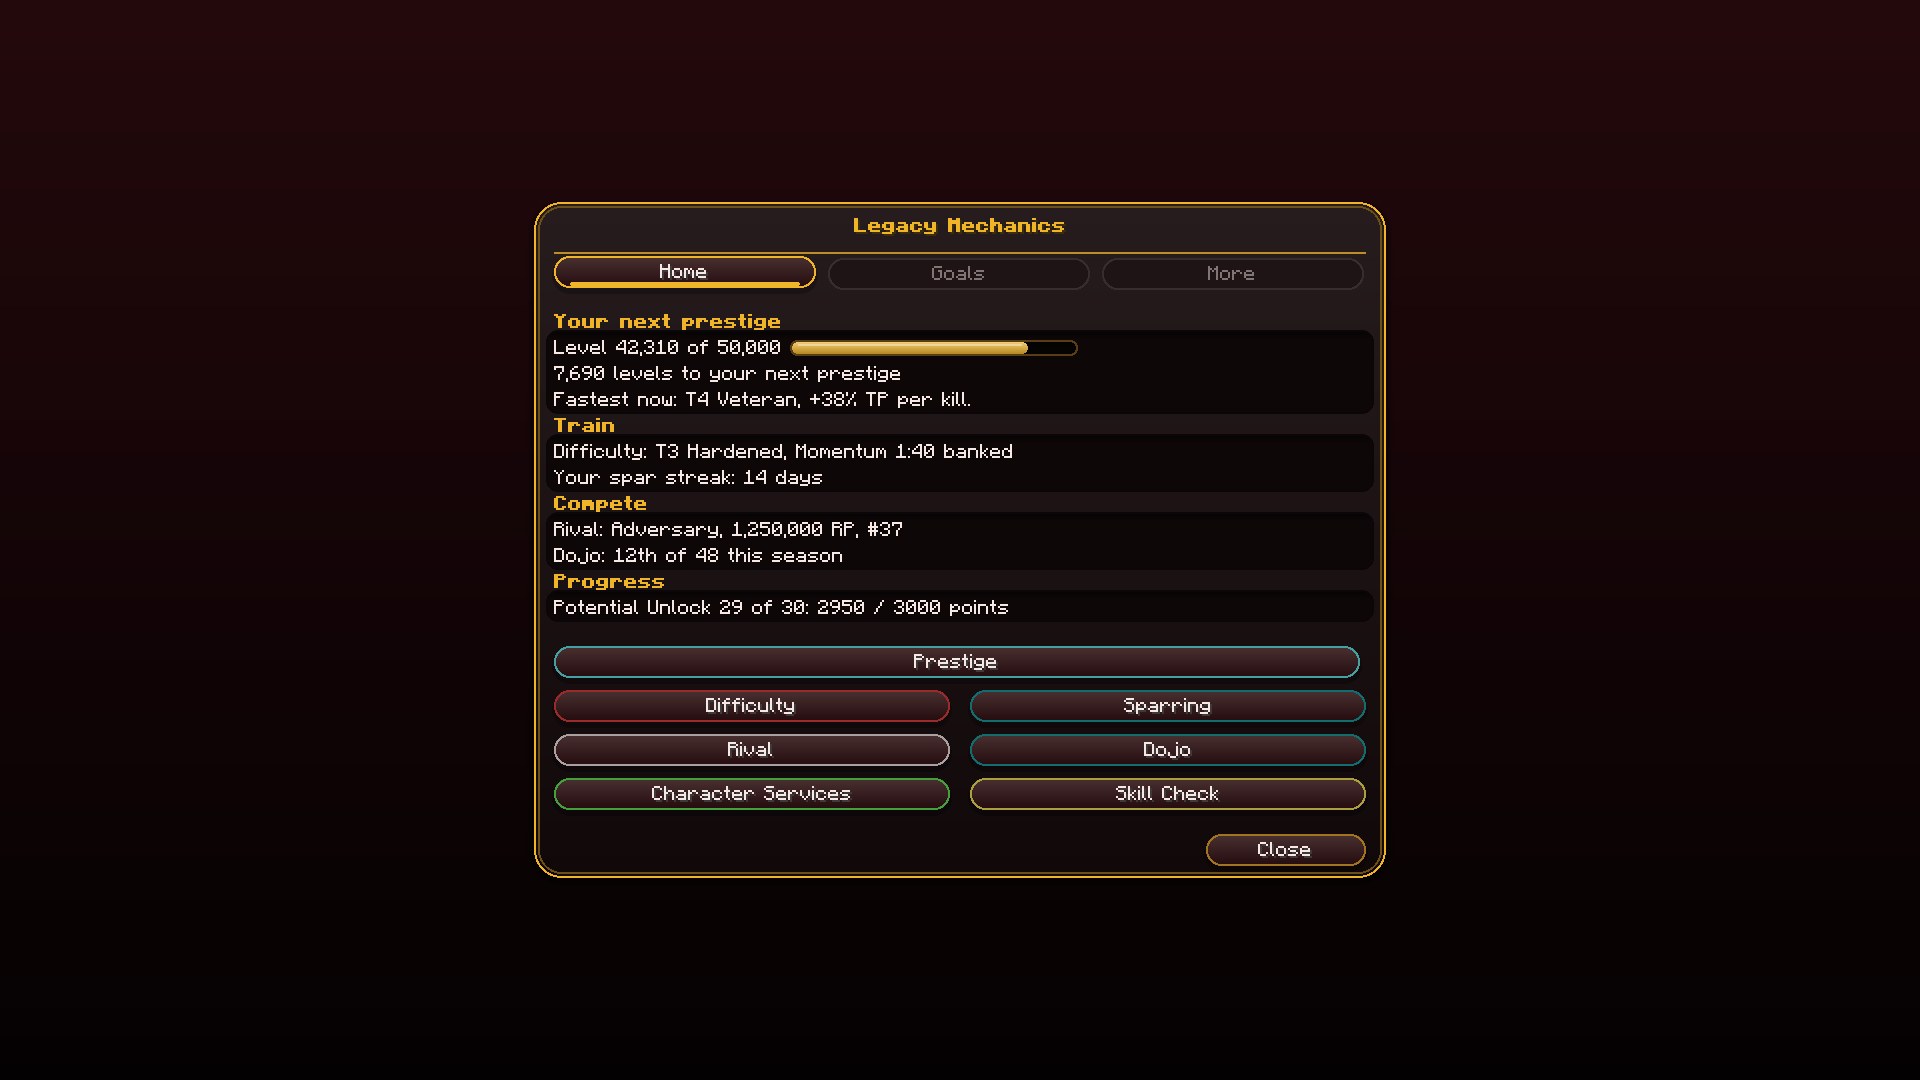 Legacy Mechanics
Home Goals More
Your next prestige
Level 42,310 of 50,000
7,690 levels to your next prestige
Fastest now: T4 Veteran, +38% TP per kill.
Train
Difficulty: T3 Hardened, Momentum 1:40 banked
Your spar streak: 14 days
Compete
Rival: Adversary, 1,250,000 RP, #37
Dojo: 12th of 48 this season
Progress
Potential Unlock 29 of 30: 2950 / 3000 points
Prestige
Difficulty Sparring
Rival Dojo
Character Services Skill Check
Close